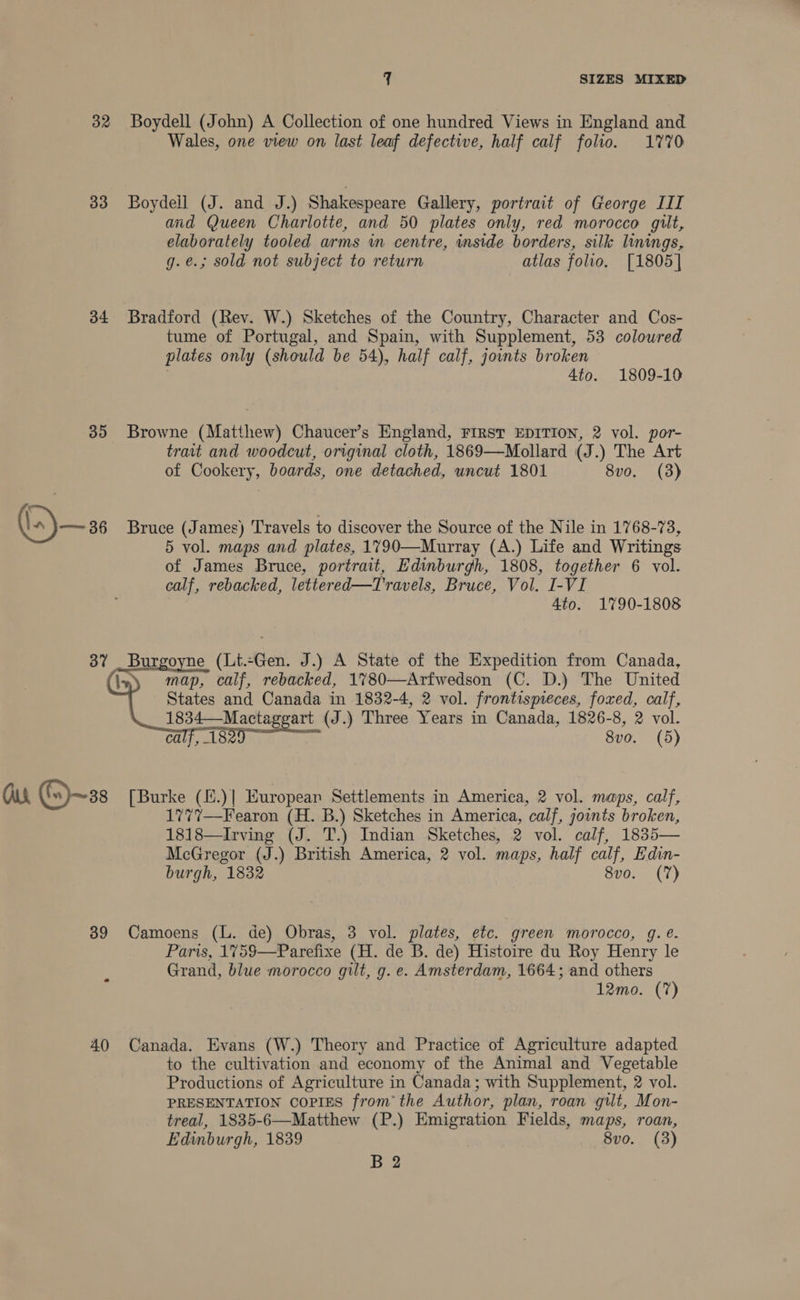 7 SIZES MIXED
32 Boydell (John) A Collection of one hundred Views in England and
Wales, one view on last leaf defective, half calf folio. 1770
33 Boydell (J. and J.) Shakespeare Gallery, portrait of George III
and Queen Charlotte, and 50 plates only, red morocco gilt,
elaborately tooled arms in centre, inside borders, silk linings,
g.e.; sold not subject to return atlas folio. [1805]
34 Bradford (Rev. W.) Sketches of the Country, Character and Cos-
tume of Portugal, and Spain, with Supplement, 53 coloured
plates only (should be 54), half calf, joints broken
4to. 1809-10
35 Browne (Matthew) Chaucer's England, FIRST EDITION, 2 vol. por-
trait and woodcut, original cloth, 1869—Mollard (J.) The Art
of Cookery, boards, one detached, uncut 1801 8vo. (3)
36 Bruce (James) Travels to discover the Source of the Nile in 1768-73,
5 vol. maps and plates, 1790—Murray (A.) Life and Writings
of James Bruce, portrait, Edinburgh, 1808, together 6 vol.
calf, rebacked, lettered—Travels, Bruce, Vol. I-VI
4to. 1790-1808
37 Burgoyne (Lt.-Gen. J.) A State of the Expedition from Canada,
map, calf, rebacked, 1780—Arfwedson (C. D.) The United
States and Canada in 1832-4, 2 vol. frontispieces, foxed, calf,
1834—Mactaggart (J.) Three Years in Canada, 1826-8, 2 vol.
calf, 1829 8vo. (5)
38 [Burke (E.)] European Settlements in America, 2 vol. maps, calf,
1777—Fearon (H. B.) Sketches in America, calf, joints broken,
1818—Irving (J. T.) Indian Sketches, 2 vol. calf, 1835—
McGregor (J.) British America, 2 vol. maps, half calf, Edin-
burgh, 1832 8vo. (7)
39 Camoens (L. de) Obras, 3 vol. plates, etc. green morocco, g. e.
Paris, 1759—Parefixe (H. de B. de) Histoire du Roy Henry le
Grand, blue morocco gilt, g. e. Amsterdam, 1664; and others
12mo. (7)
40 Canada. Evans (W.) Theory and Practice of Agriculture adapted
to the cultivation and economy of the Animal and Vegetable
Productions of Agriculture in Canada; with Supplement, 2 vol.
PRESENTATION COPIES from the Author, plan, roan gilt, Mon-
treal, 1835-6—Matthew (P.) Emigration Fields, maps, roan,
Edinburgh, 1839 8vo. (3)
B 2